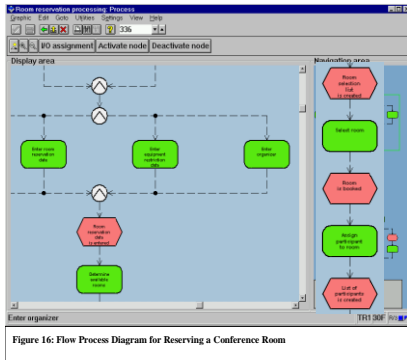 Room reservation processing: Process
Graphic Edit Goto Utilities Settings View Help
336
I/O assignment Activate node Deactivate node
Display area
Navigation area
Enter room
reservation
data
Enter
equipment
reservation
data
Enter
organizer
Room
reservation
data
is entered
Determine
available
rooms
Room
selection
list
is created
Select room
Room
is booked
Assign
participant
to room
List of
participants
is created
Enter organizer
TR1
30F
Figure 16: Flow Process Diagram for Reserving a Conference Room